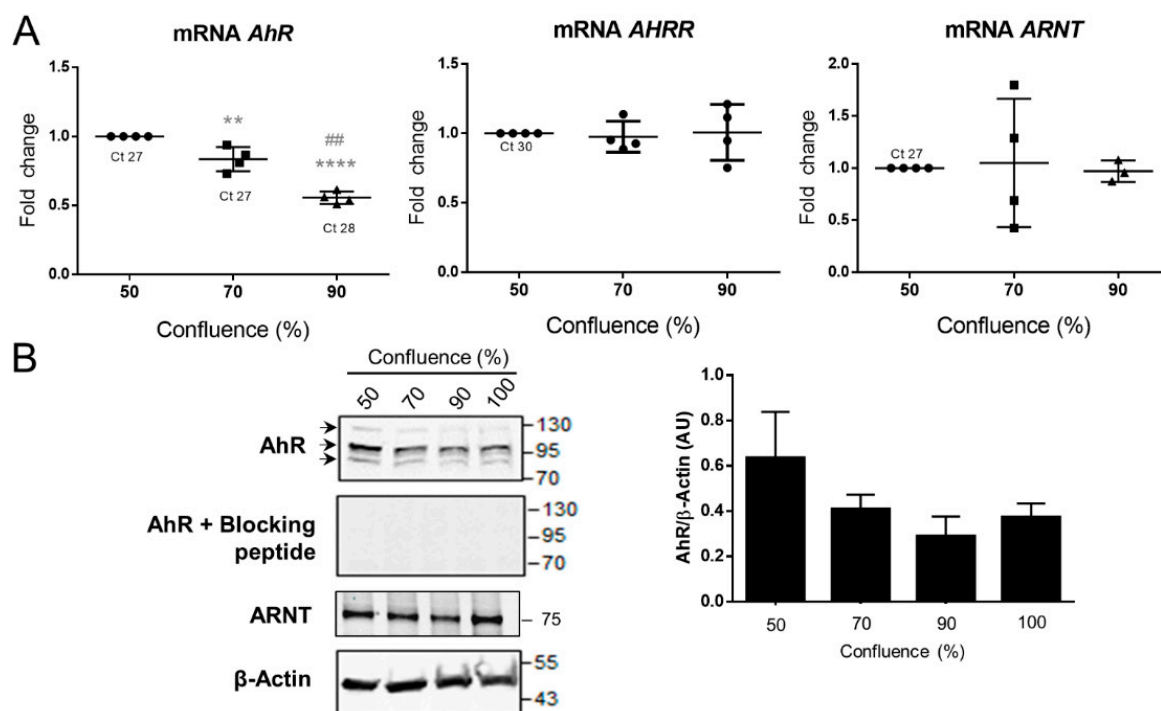 A
mRNA AhR
Fold change
1.5
1.0
0.5
0.0
Ct 27
**
Ct 27
##
****
Ct 28
50
70
90
Confluence (%)
mRNA AHRR
Fold change
1.5
1.0
0.5
0.0
Ct 30
50
70
90
Confluence (%)
mRNA ARNT
Fold change
2.0
1.5
1.0
0.5
0.0
Ct 27
50
70
90
Confluence (%)
B
Confluence (%)
50
70
90
100
AhR
-130
-95
-70
AhR + Blocking
peptide
-130
-95
-70
ARNT
- 75
β-Actin
-55
-43
AhR/β-Actin (AU)
1.0
0.8
0.6
0.4
0.2
0.0
50
70
90
100
Confluence (%)